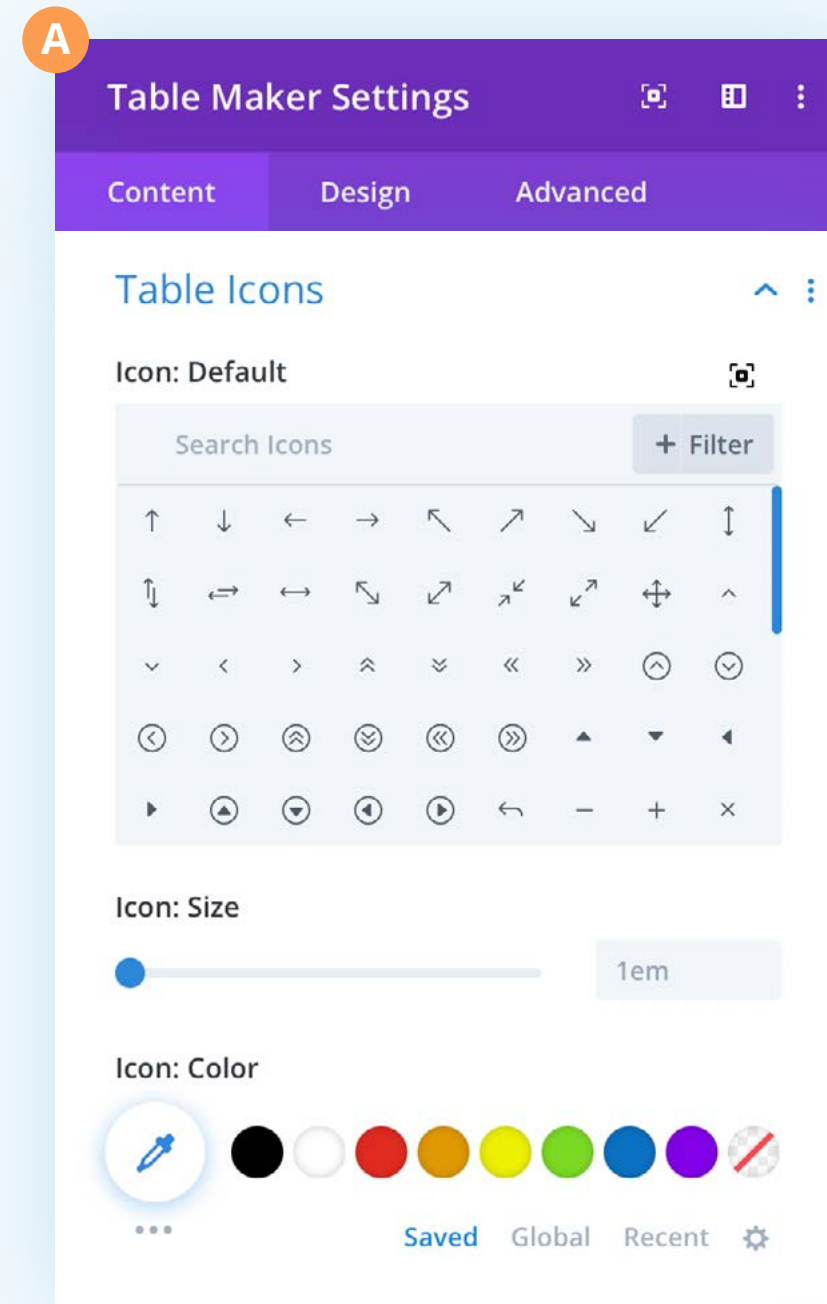 A
Table Maker Settings
Content Design Advanced
Table Icons
Icon: Default
Search Icons + Filter
Icon: Size
1em
Icon: Color
Saved Global Recent